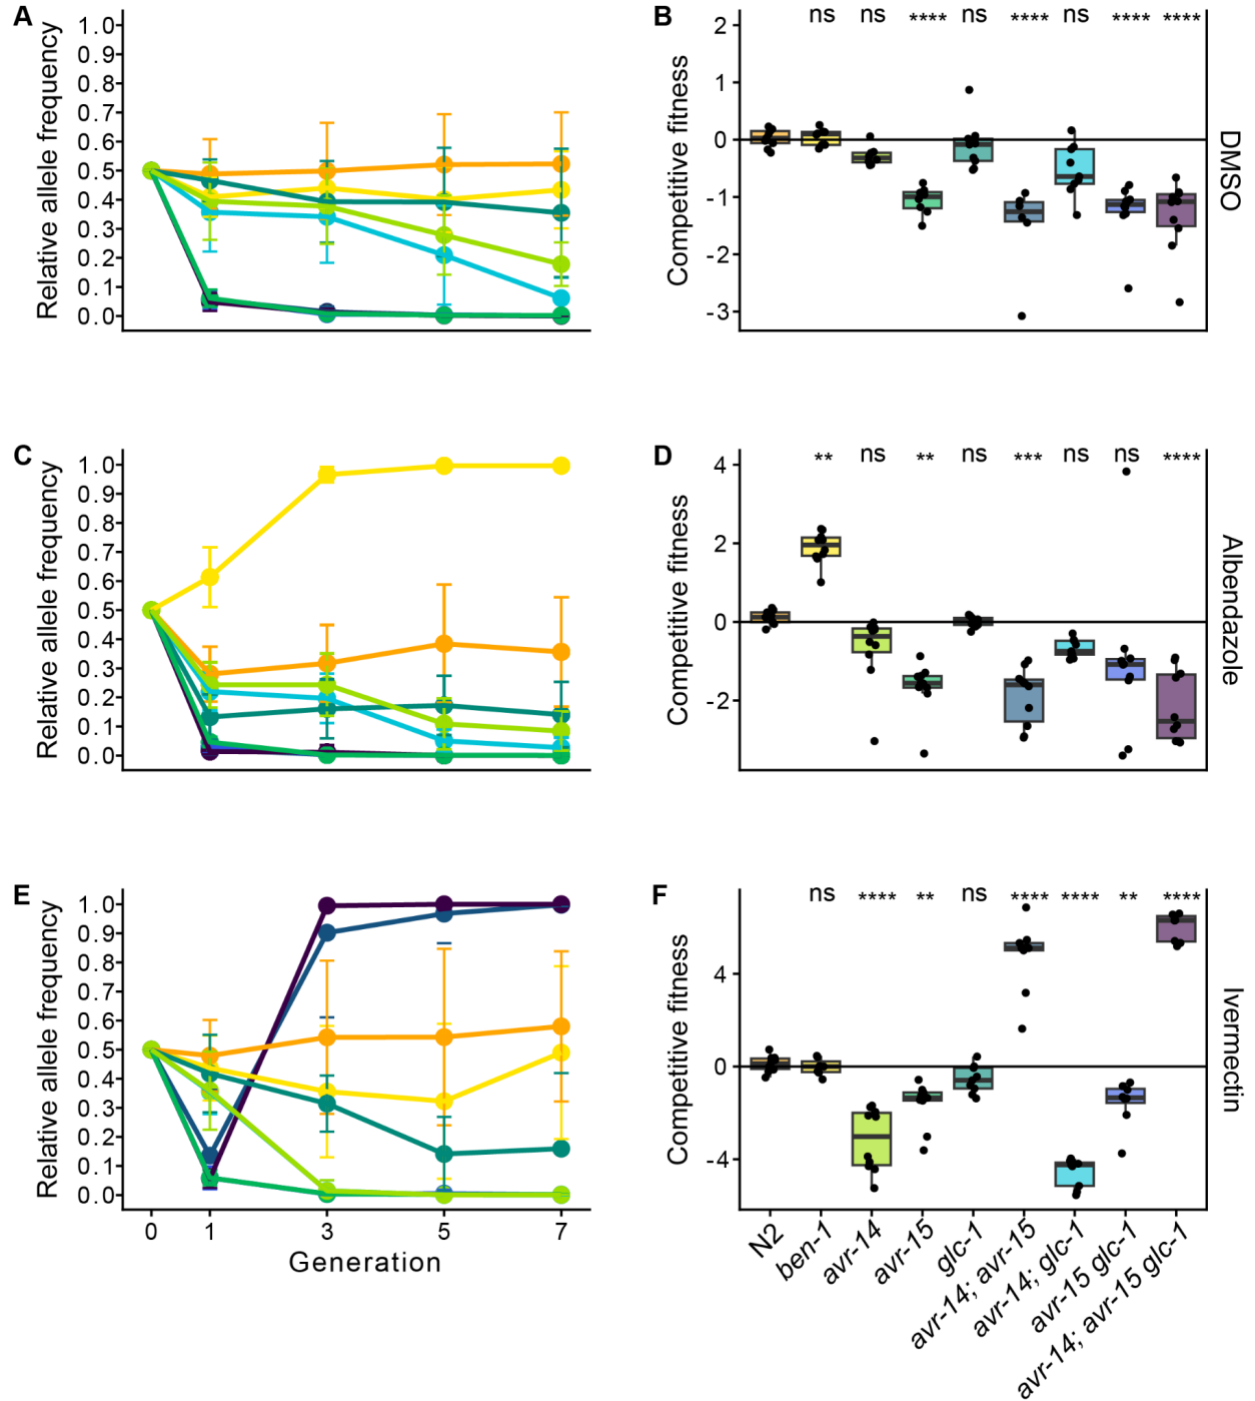 A
Relative allele frequency
1.0
0.9
0.8
0.7
0.6
0.5
0.4
0.3
0.2
0.1
0.0
B
ns ns **** ns **** ns **** ****
Competitive fitness
2
1
0
-1
-2
-3
DMSO
C
Relative allele frequency
1.0
0.9
0.8
0.7
0.6
0.5
0.4
0.3
0.2
0.1
0.0
D
** ns ** ns *** ns ns ****
Competitive fitness
4
2
0
-2
Albendazole
E
Relative allele frequency
1.0
0.9
0.8
0.7
0.6
0.5
0.4
0.3
0.2
0.1
0.0
0 1 3 5 7
Generation
F
ns **** ** ns **** **** ** ****
Competitive fitness
4
0
-4
Ivermectin
N2
ben-1
avr-14
avr-15
glc-1
avr-14; avr-15
avr-14; glc-1
avr-15 glc-1
avr-14; avr-15 glc-1